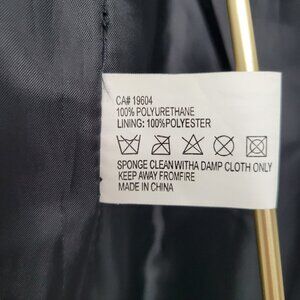 CA# 19604
100% POLYURETHANE
LINING: 100%POLYESTER
SPONGE CLEAN WITHA DAMP CLOTH ONLY
KEEP AWAY FROMFIRE
MADE IN CHINA